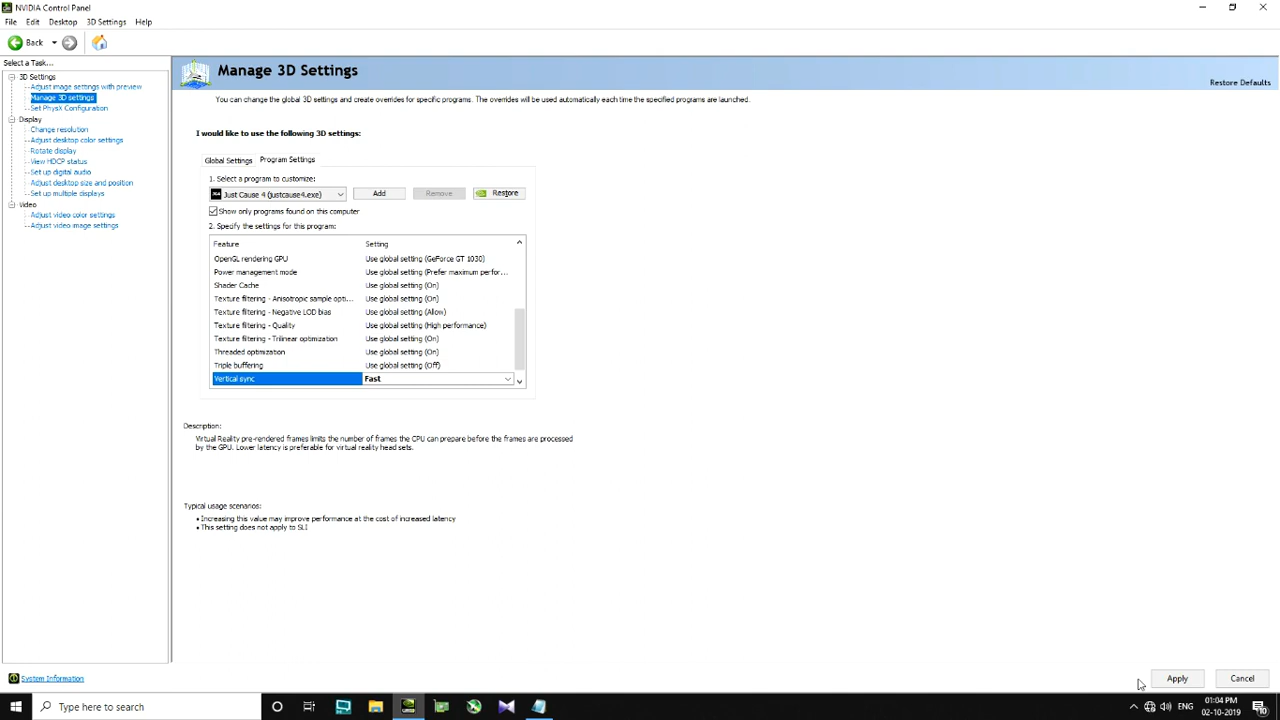 NVIDIA Control Panel
File Edit Desktop 3D Settings Help
Back
Select a Task...
3D Settings
Adjust image settings with preview
Manage 3D settings
Set PhysX Configuration
Display
Change resolution
Adjust desktop color settings
Rotate display
View HDCP status
Set up digital audio
Adjust desktop size and position
Set up multiple displays
Video
Adjust video color settings
Adjust video image settings
System Information
Manage 3D Settings
Restore Defaults
You can change the global 3D settings and create overrides for specific programs. The overrides will be used automatically each time the specified programs are launched.
I would like to use the following 3D settings:
Global Settings Program Settings
1. Select a program to customize:
Just Cause 4 (justcause4.exe) Add Remove Restore
Show only programs found on this computer
2. Specify the settings for this program:
Feature Setting
OpenGL rendering GPU Use global setting (GeForce GT 1030)
Power management mode Use global setting (Prefer maximum perfor...
Shader Cache Use global setting (On)
Texture filtering - Anisotropic sample opti... Use global setting (On)
Texture filtering - Negative LOD bias Use global setting (Allow)
Texture filtering - Quality Use global setting (High performance)
Texture filtering - Trilinear optimization Use global setting (On)
Threaded optimization Use global setting (On)
Triple buffering Use global setting (Off)
Vertical sync Fast
Description:
Virtual Reality pre-rendered frames limits the number of frames the CPU can prepare before the frames are processed
by the GPU. Lower latency is preferable for virtual reality head sets.
Typical usage scenarios:
• Increasing this value may improve performance at the cost of increased latency
• This setting does not apply to SLI
Apply Cancel
Type here to search
ENG
01:04 PM
02-10-2019